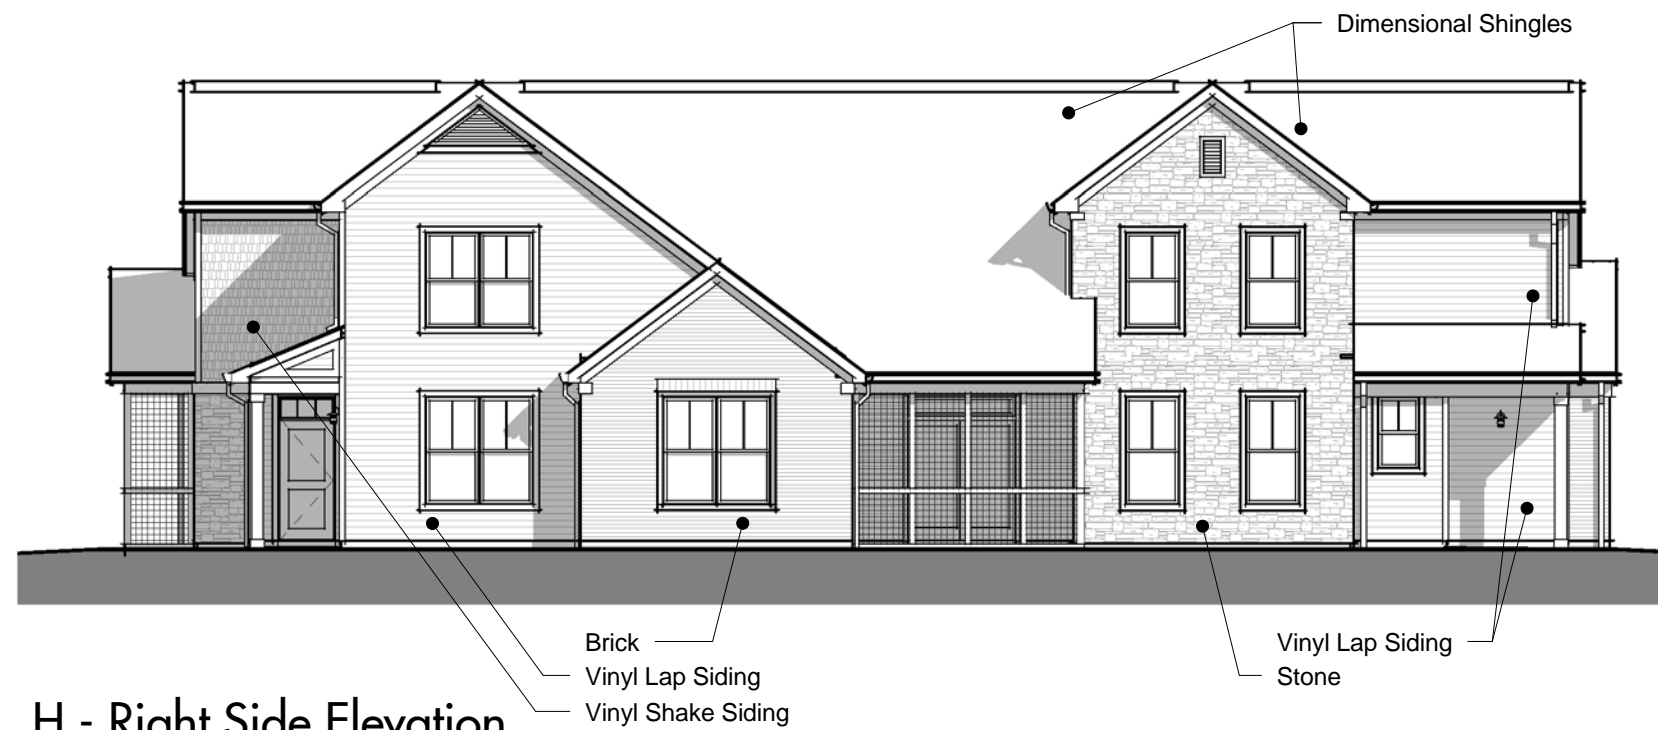 Dimensional Shingles
Brick
Vinyl Lap Siding
Vinyl Shake Siding
Vinyl Lap Siding
Stone
H - Right Side Elevation